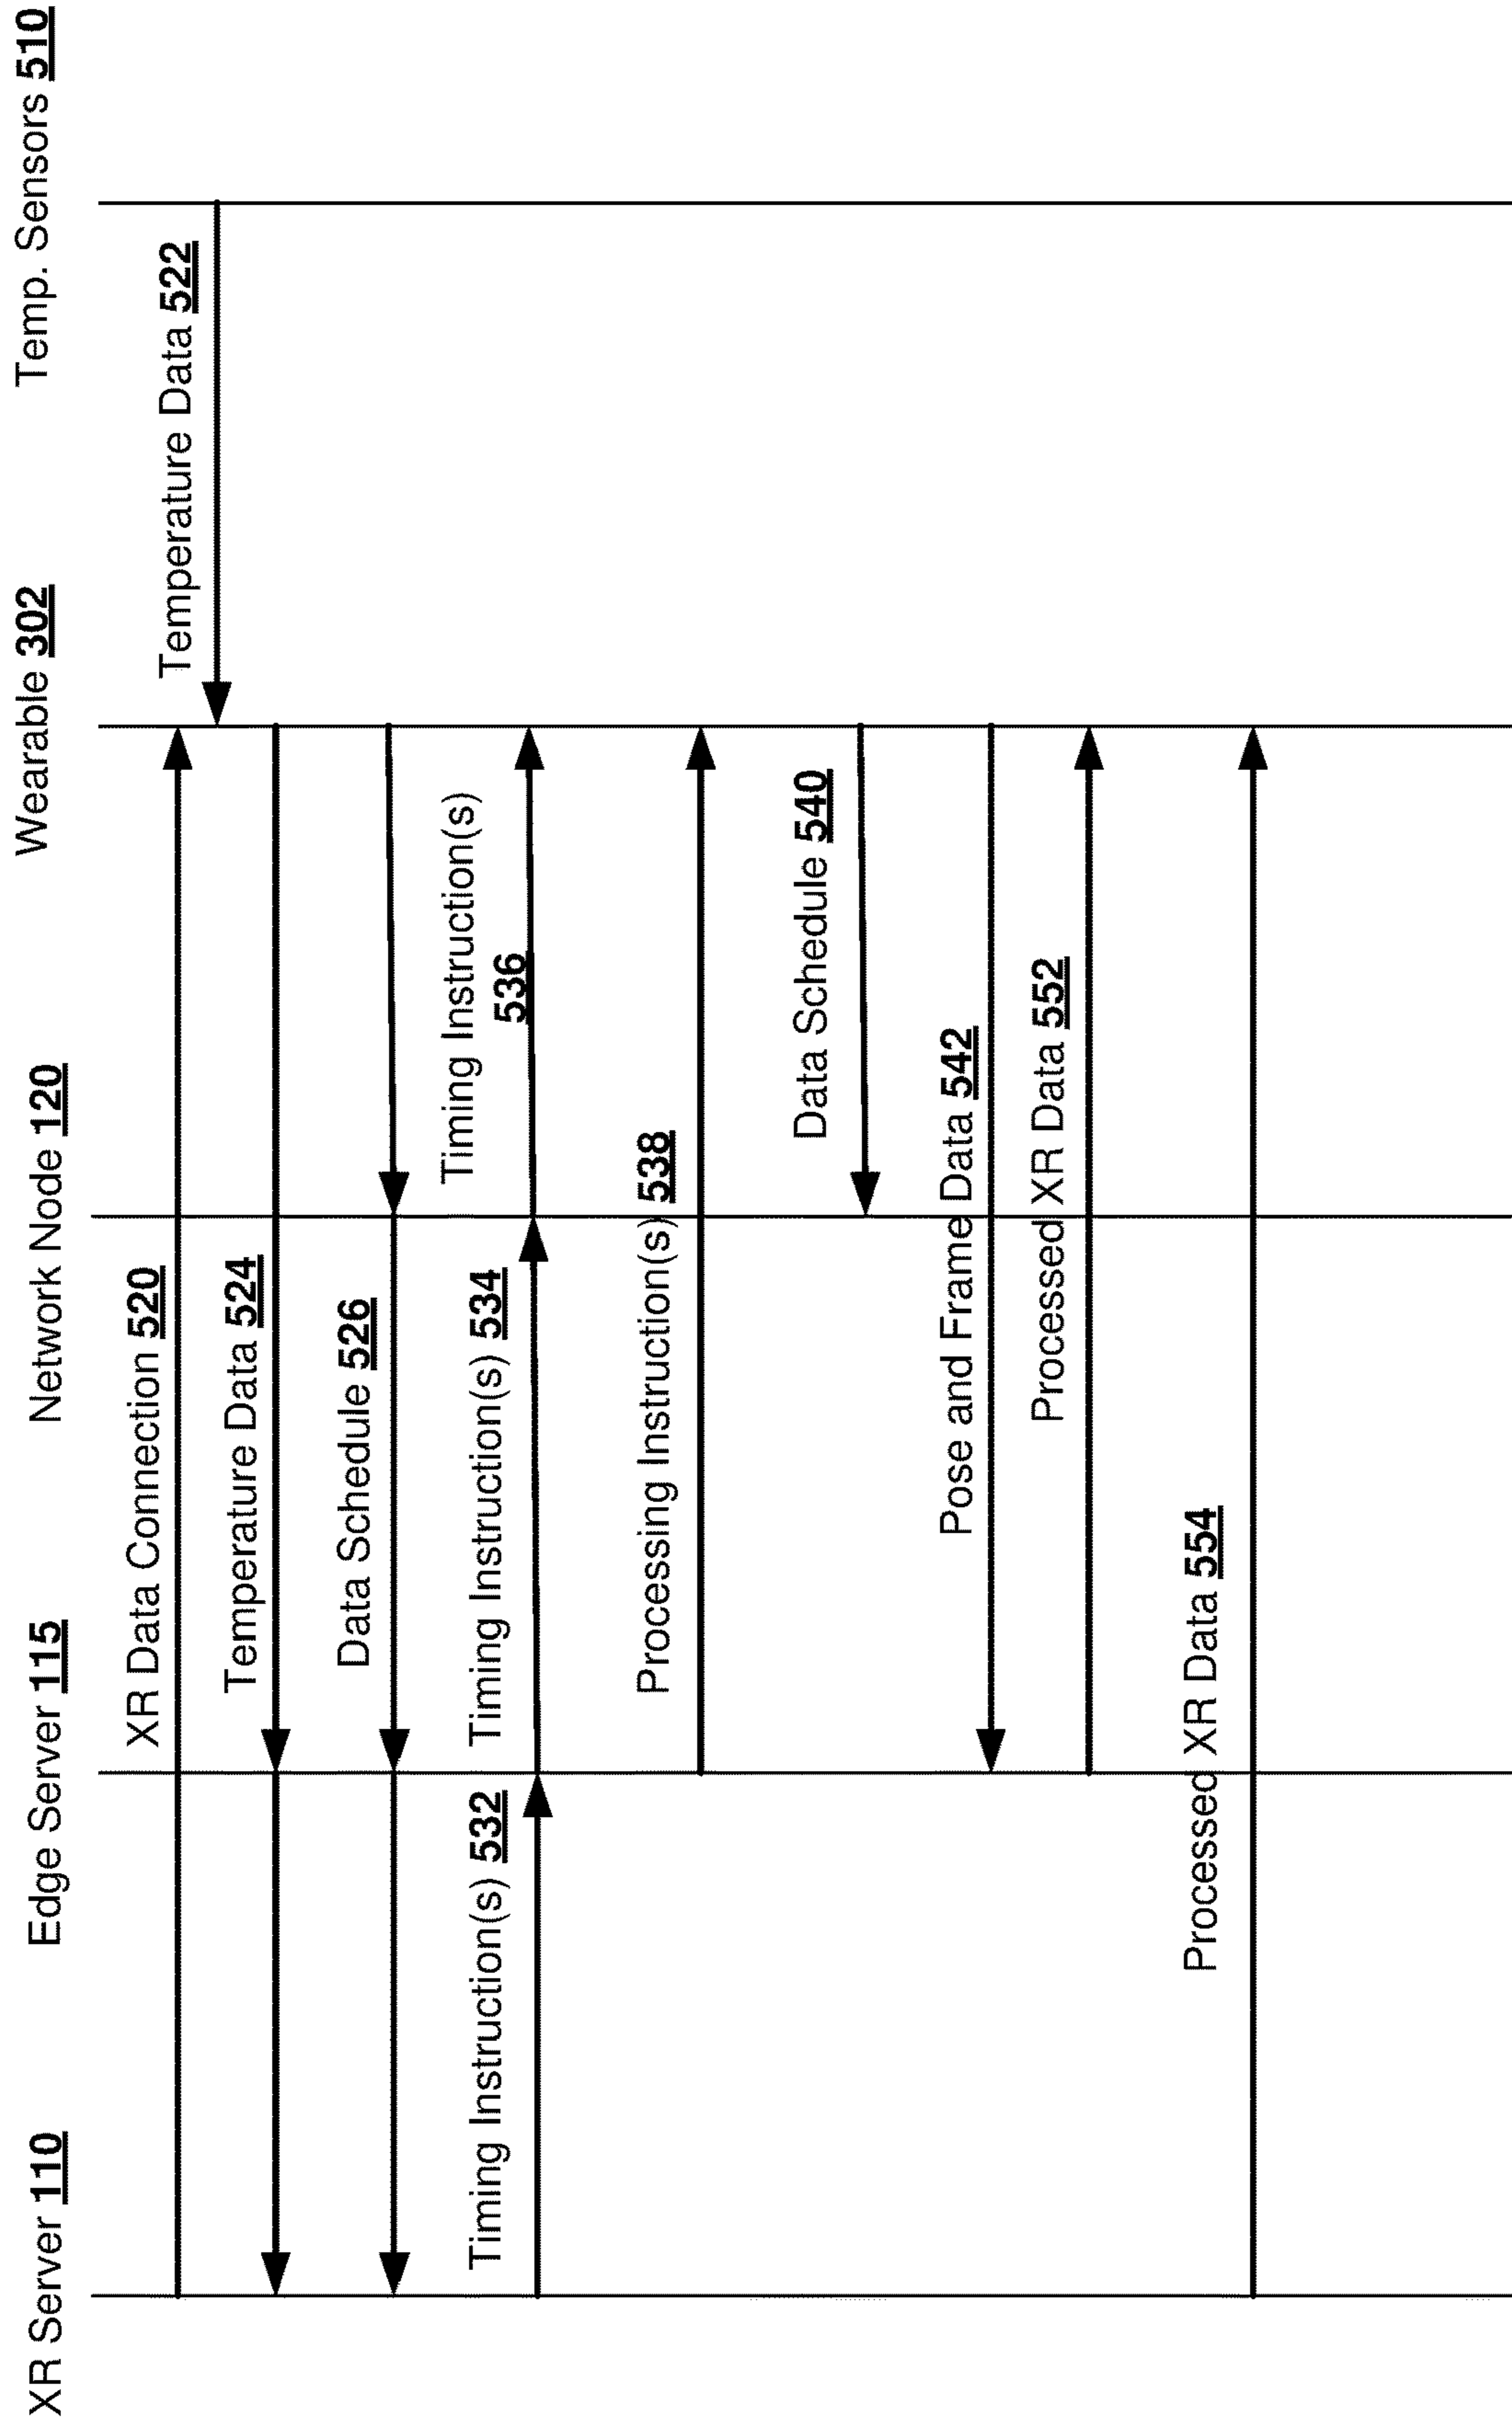 XR Server 110
Edge Server 115
Network Node 120
Wearable 302
Temp. Sensors 510
XR Data Connection 520
Temperature Data 522
Temperature Data 524
Data Schedule 526
Timing Instruction(s) 532
Timing Instruction(s) 534
Timing Instruction(s)
536
Processing Instruction(s) 538
Data Schedule 540
Pose and Frame Data 542
Processed XR Data 552
Processed XR Data 554